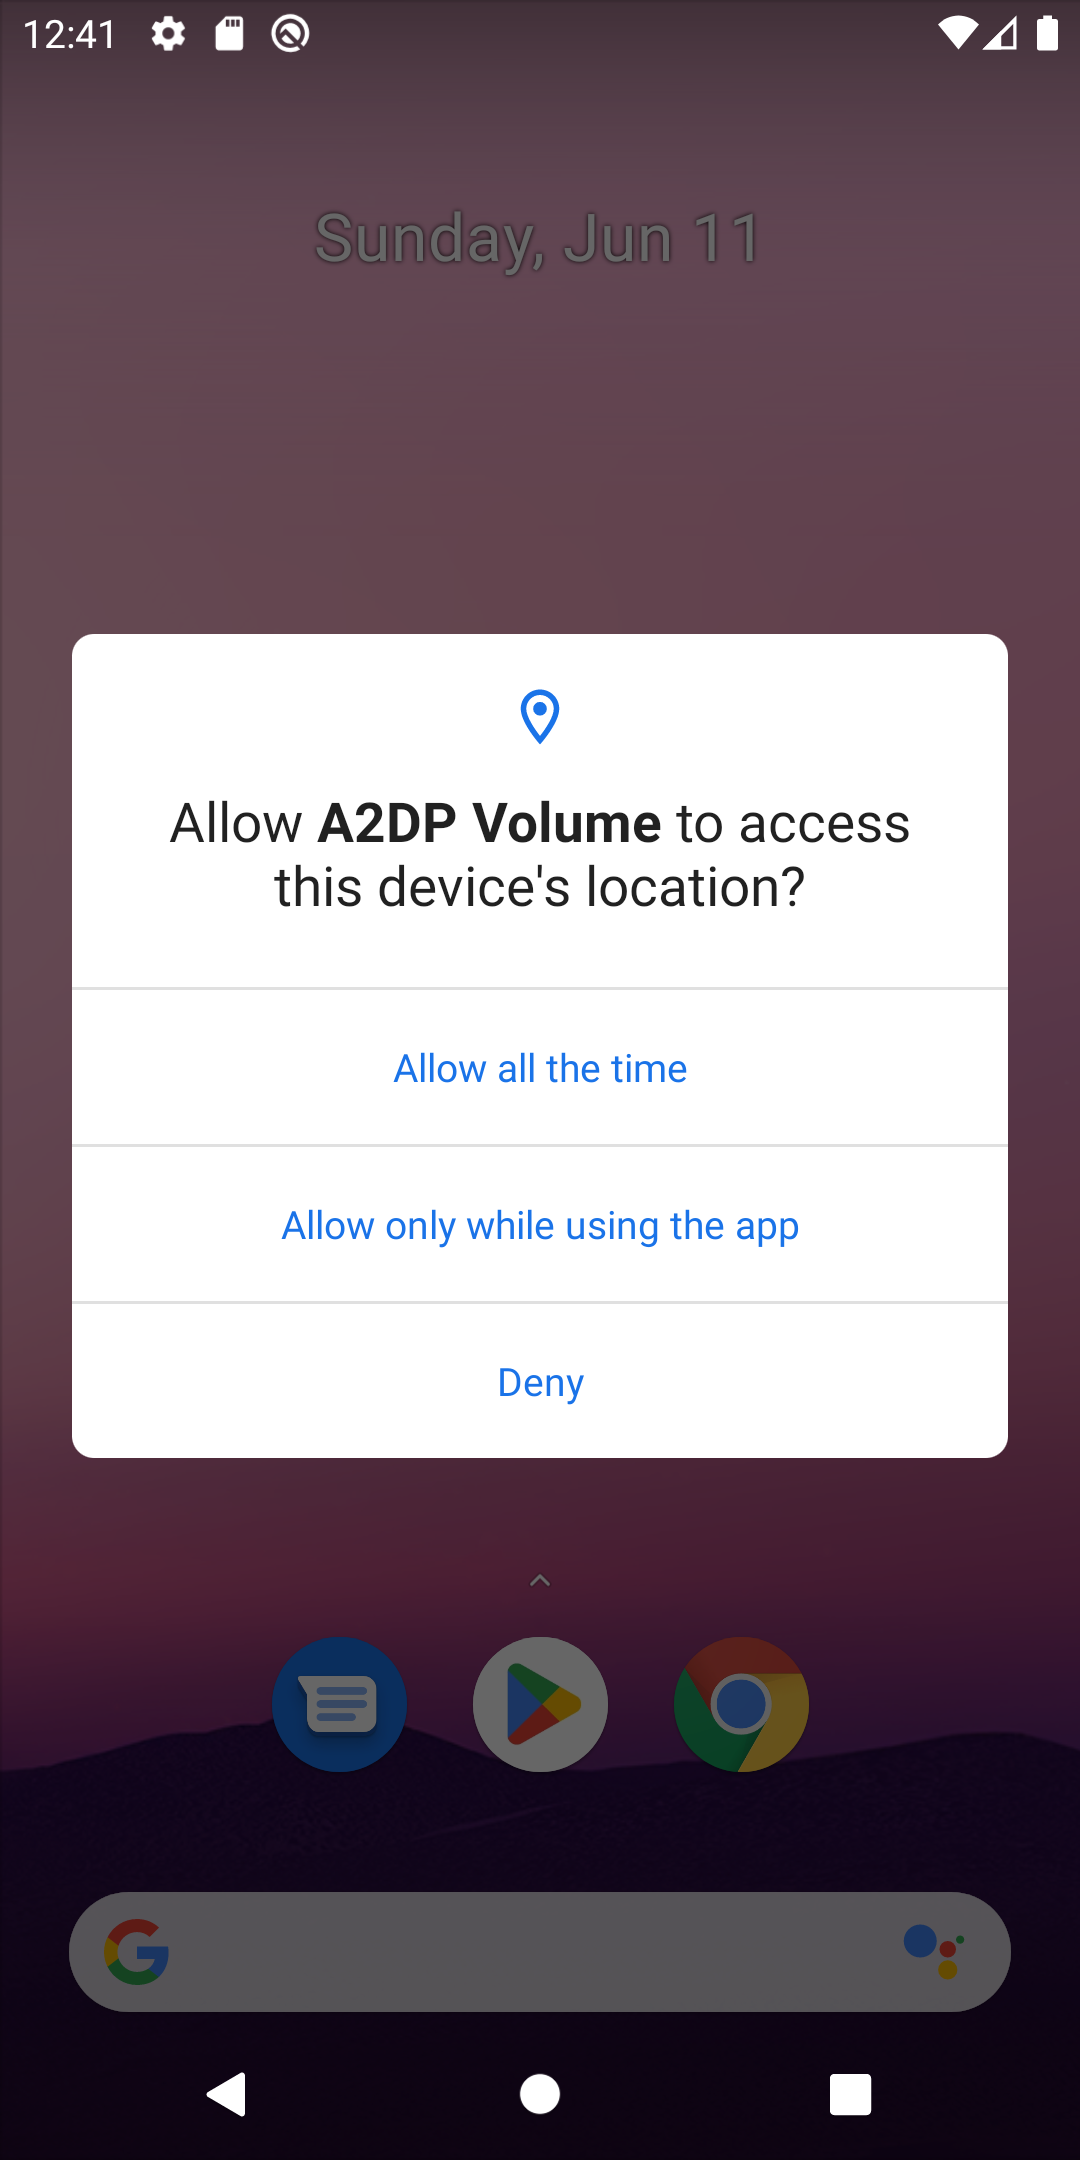 12:41
Sunday, Jun 11
Allow A2DP Volume to access
this device's location?
Allow all the time
Allow only while using the app
Deny